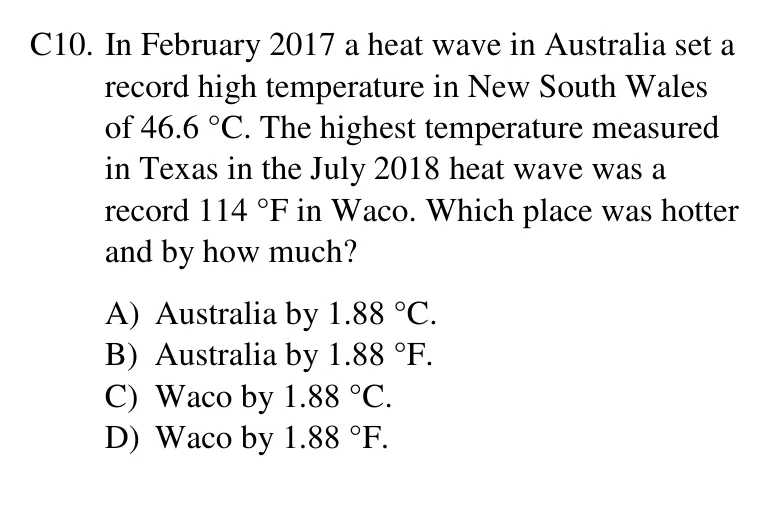 C10. In February 2017 a heat wave in Australia set a
record high temperature in New South Wales
of 46.6 °C. The highest temperature measured
in Texas in the July 2018 heat wave was a
record 114 °F in Waco. Which place was hotter
and by how much?
A) Australia by 1.88 °C.
B) Australia by 1.88 °F.
C) Waco by 1.88 °C.
D) Waco by 1.88 °F.